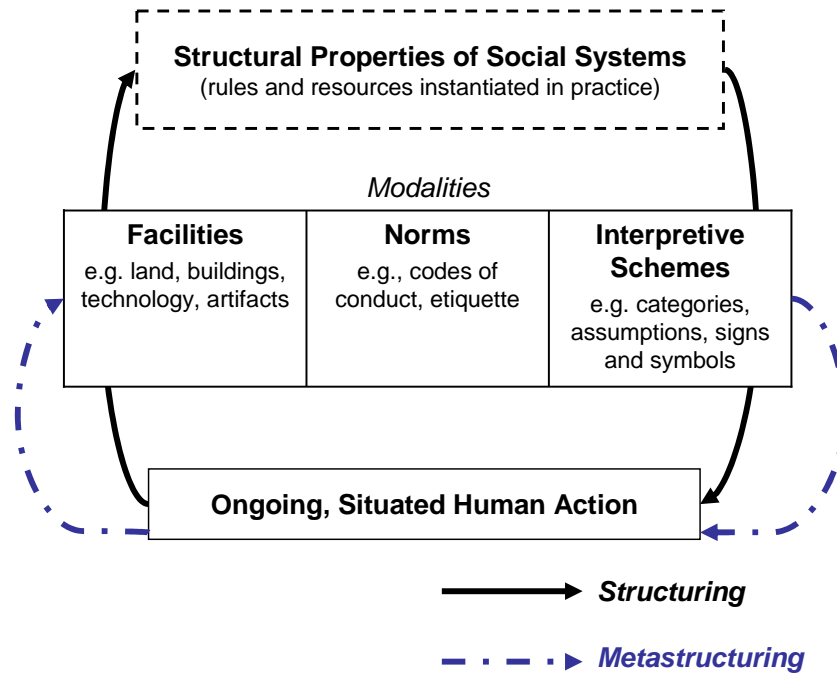 Structural Properties of Social Systems
(rules and resources instantiated in practice)
Modalities
Facilities
e.g. land, buildings,
technology, artifacts
Norms
e.g., codes of
conduct, etiquette
Interpretive
Schemes
e.g. categories,
assumptions, signs
and symbols
Ongoing, Situated Human Action
Structuring
Metastructuring